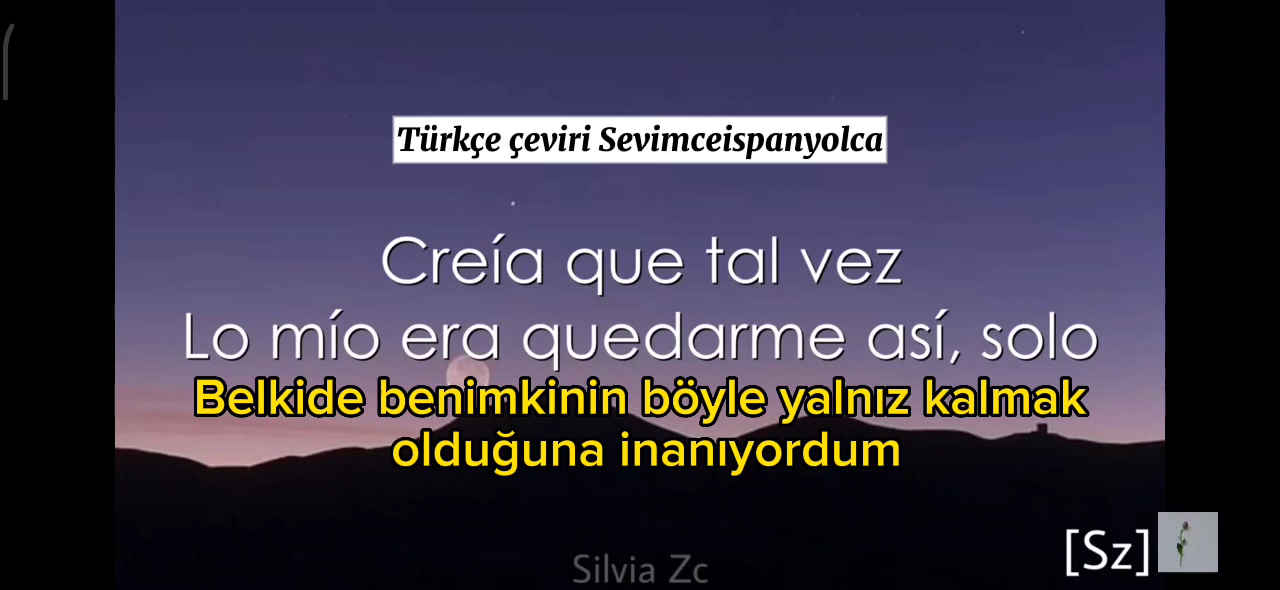 Türkçe çeviri Sevimceispanyolca
Creía que tal vez
Lo mío era quedarme así, solo
Belkide benimkinin böyle yalnız kalmak
olduğuna inanıyordum
Silvia Zc
[Sz]